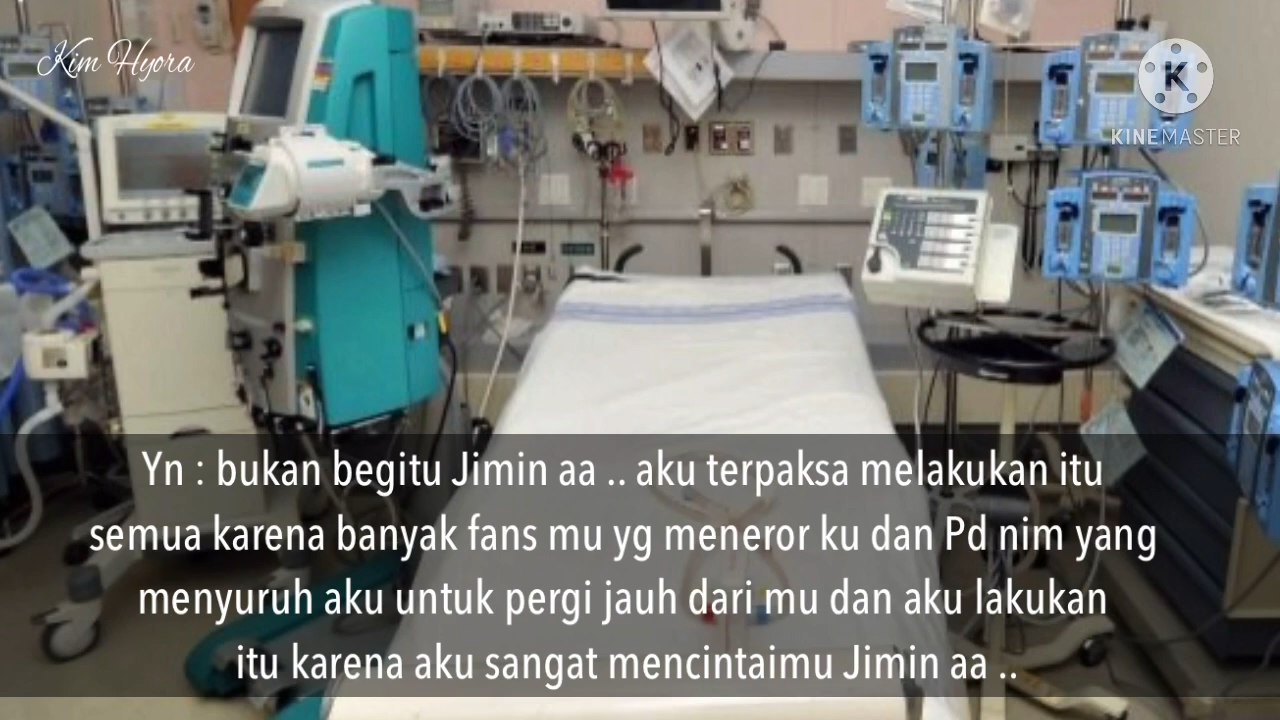 Kim Hyora
K
KINEMASTER
Yn : bukan begitu Jimin aa .. aku terpaksa melakukan itu
semua karena banyak fans mu yg meneror ku dan Pd nim yang
menyuruh aku untuk pergi jauh dari mu dan aku lakukan
itu karena aku sangat mencintaimu Jimin aa ..